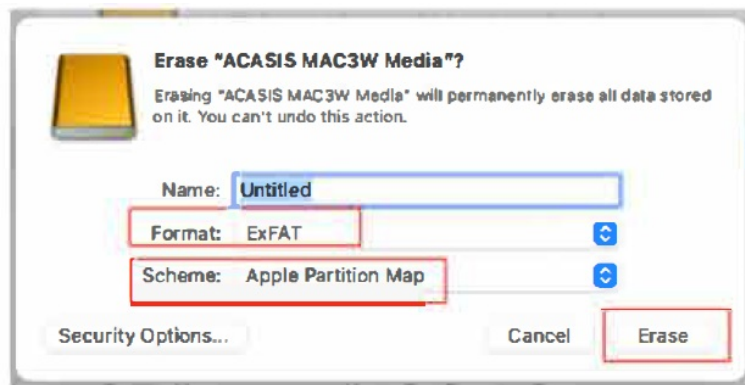 Erase "ACASIS MAC3W Media"?
Erasing "ACASIS MAC3W Media" will permanently erase all data stored
on it. You can't undo this action.
Name: Untitled
Format: ExFAT
Scheme: Apple Partition Map
Security Options... Cancel Erase